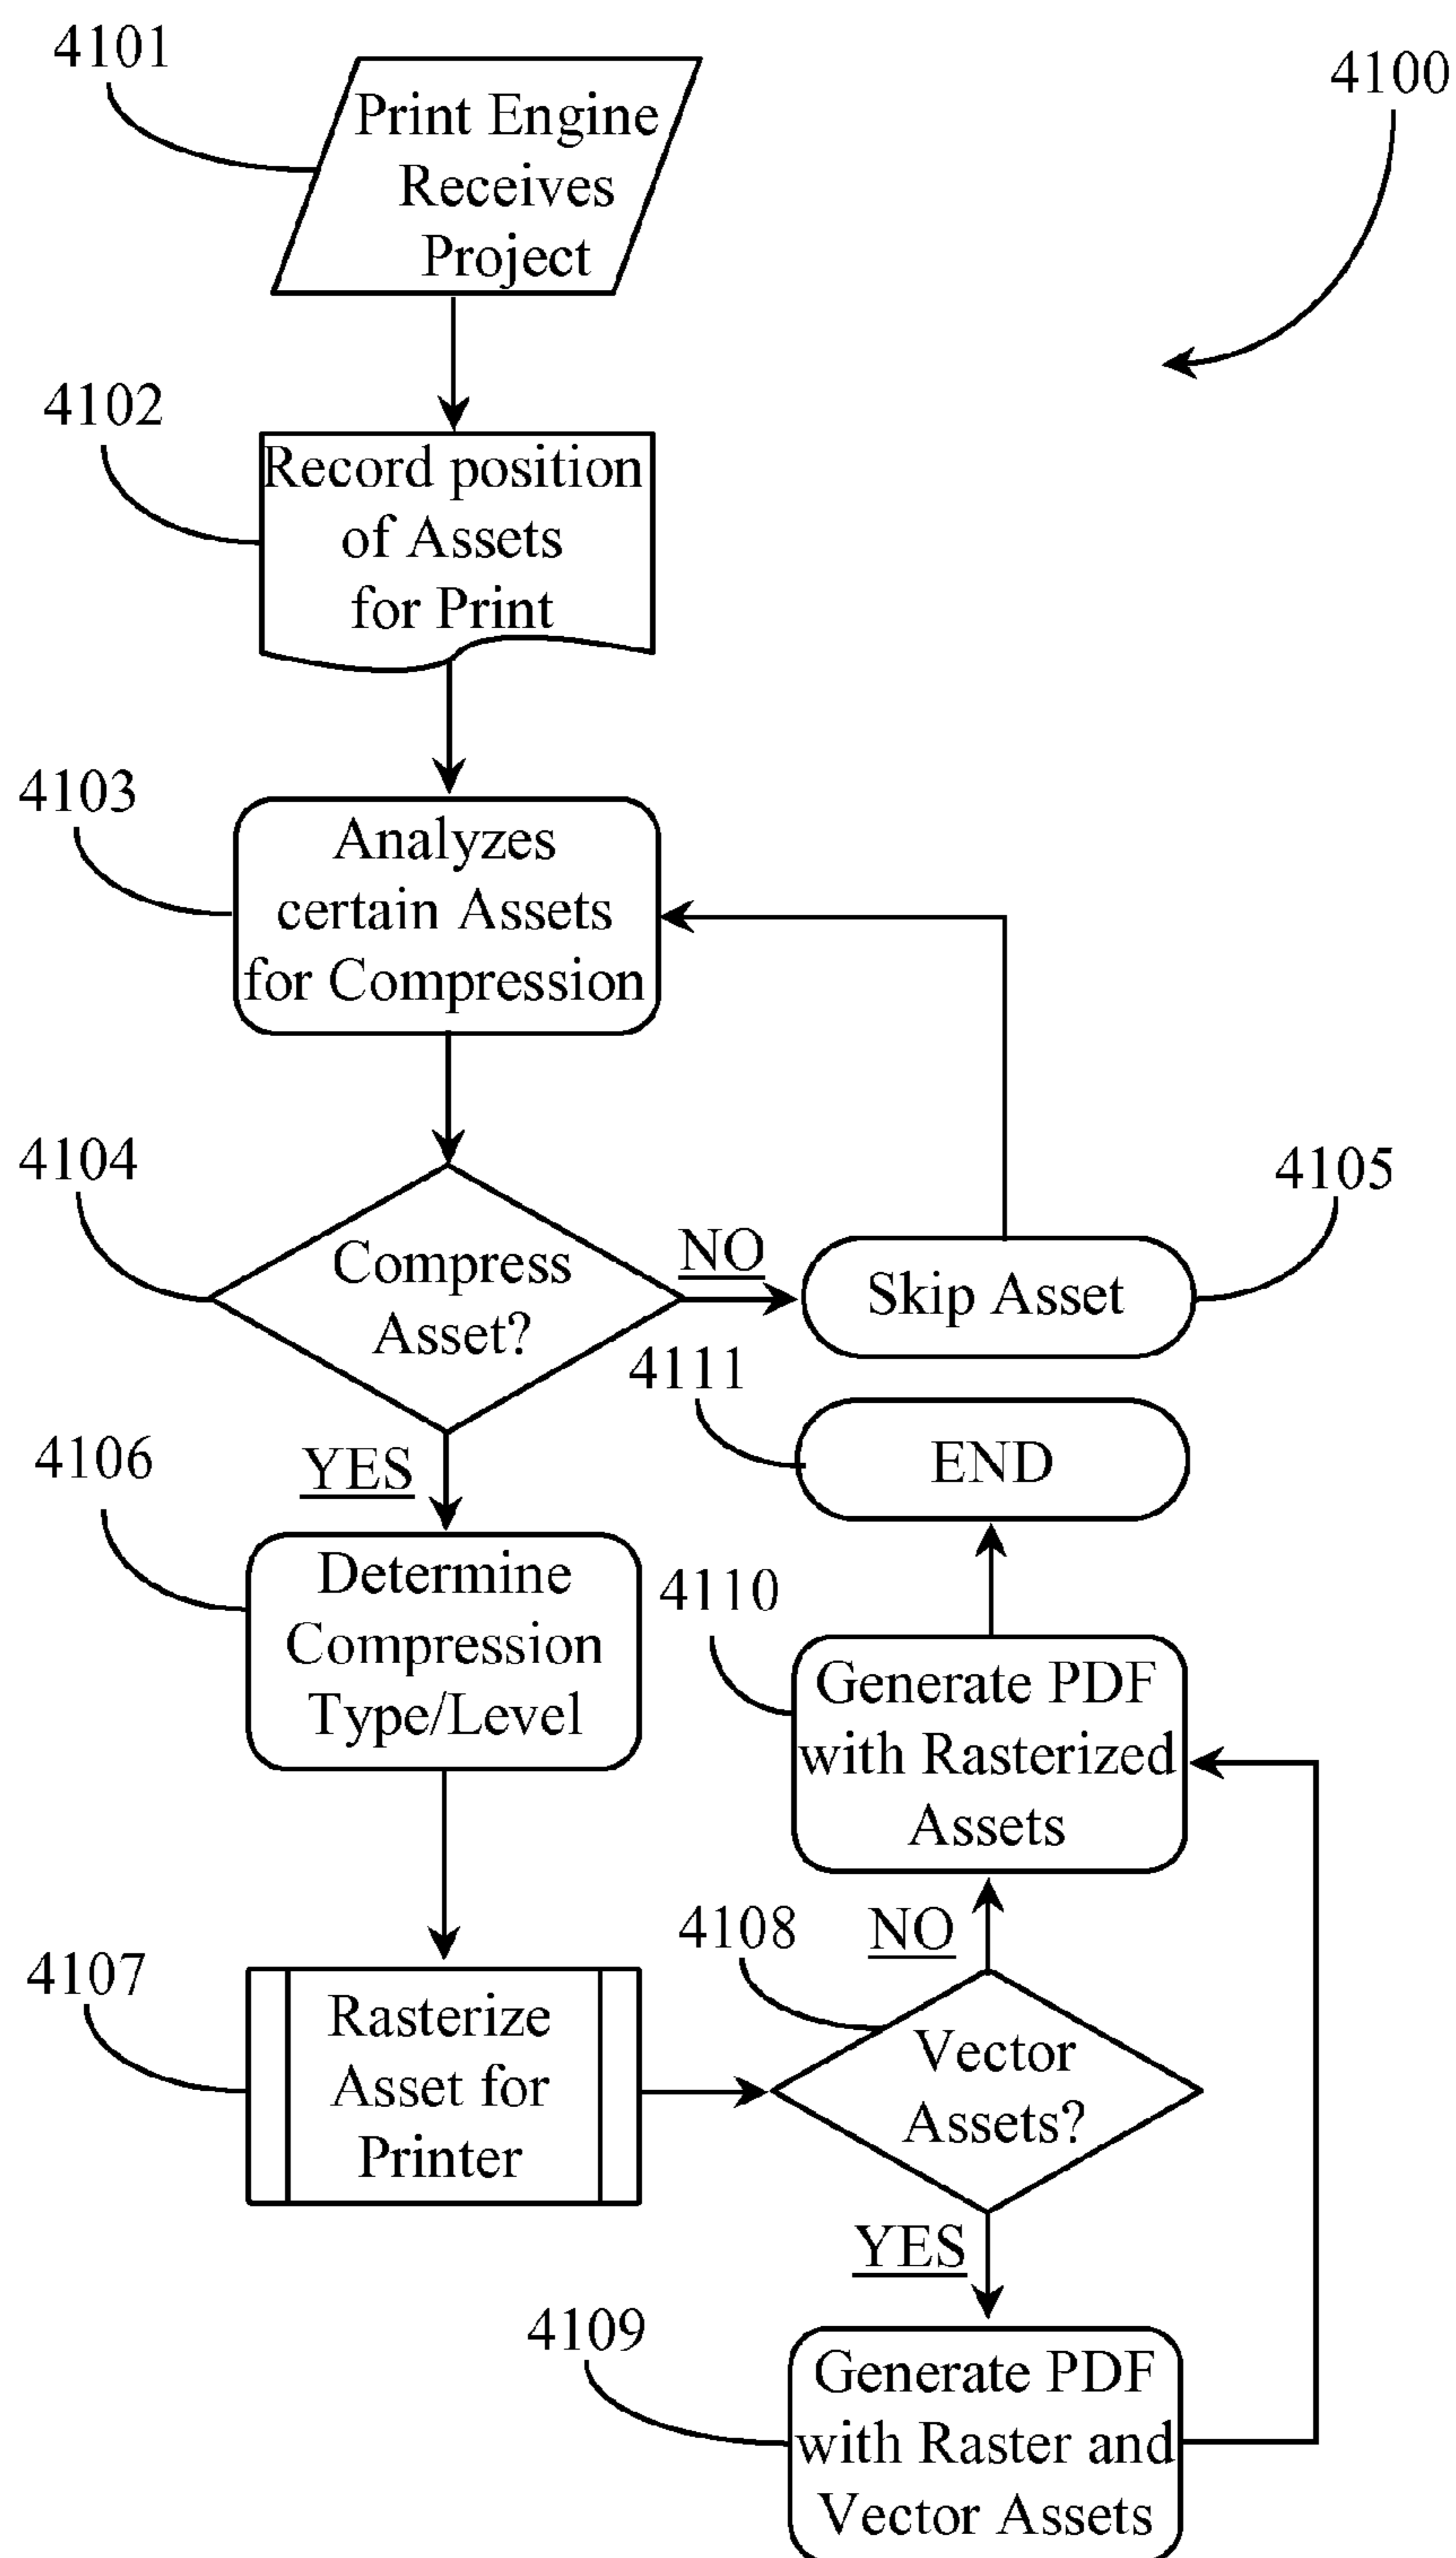 4101
Print Engine
Receives
Project
4100
4102
Record position
of Assets
for Print
4103
Analyzes
certain Assets
for Compression
4104
Compress
Asset?
NO
Skip Asset
4105
4111
END
YES
4106
Determine
Compression
Type/Level
4110
Generate PDF
with Rasterized
Assets
4107
Rasterize
Asset for
Printer
4108
NO
Vector
Assets?
YES
4109
Generate PDF
with Raster and
Vector Assets